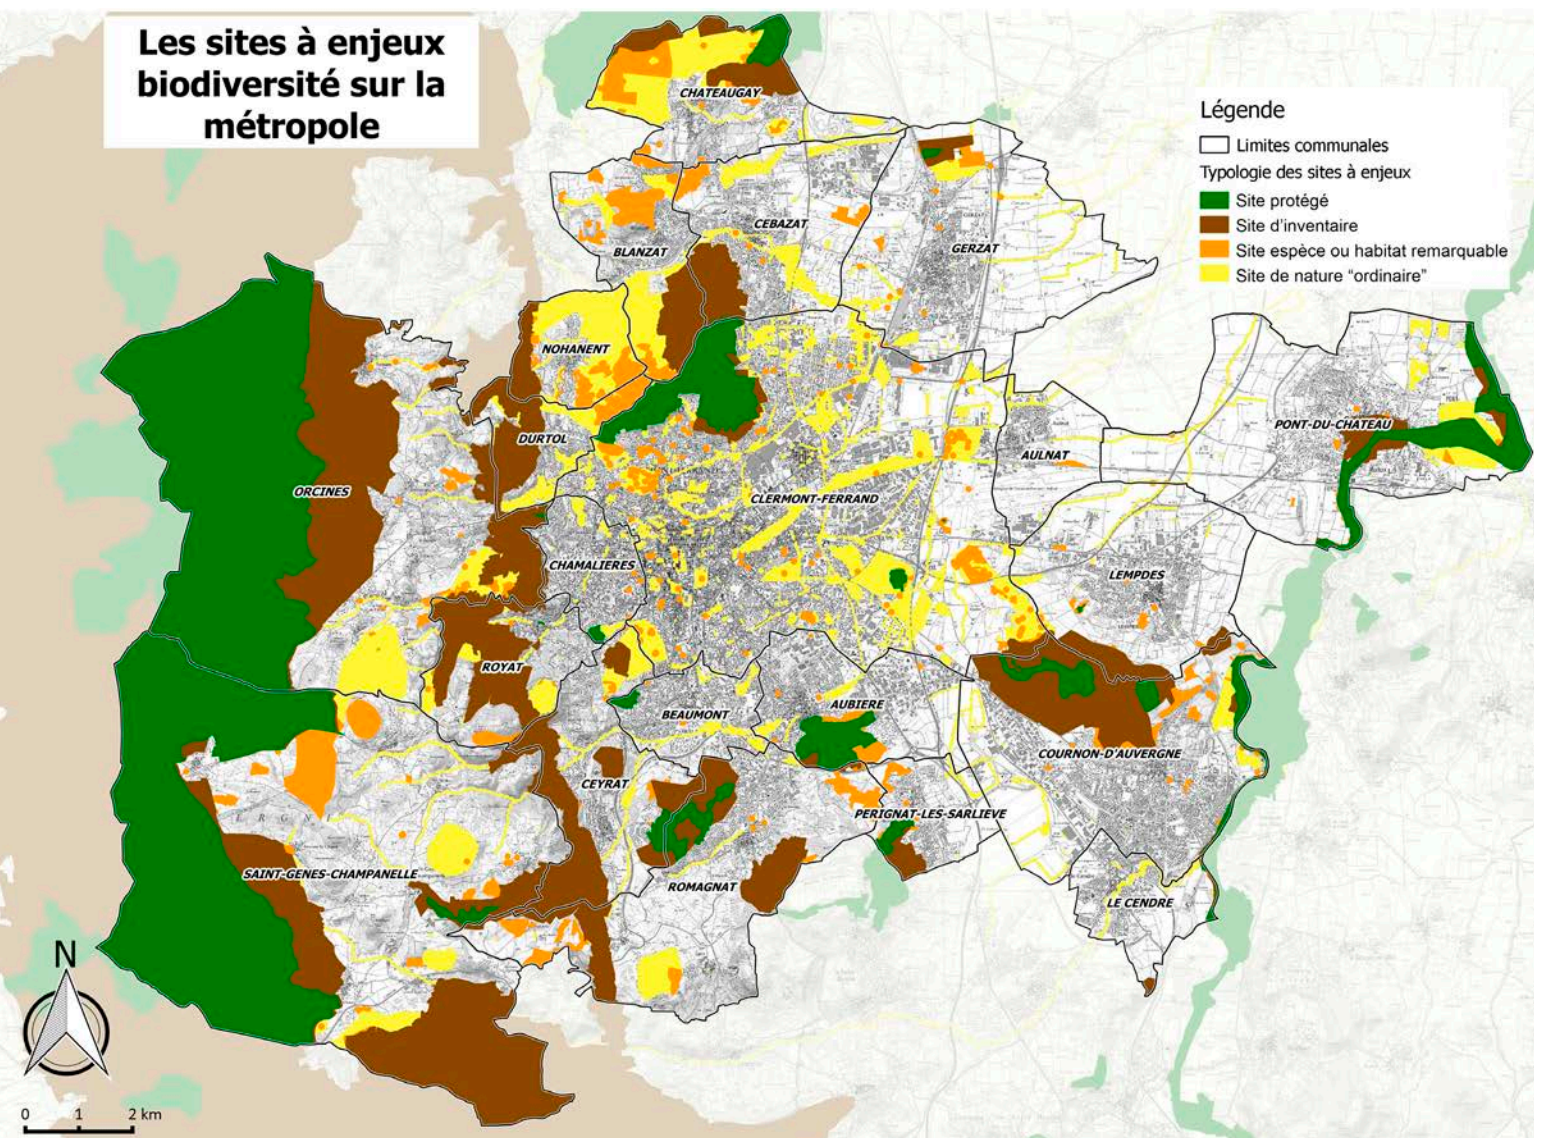 Les sites à enjeux
biodiversité sur la
métropole
Légende
Limites communales
Typologie des sites à enjeux
Site protégé
Site d'inventaire
Site espèce ou habitat remarquable
Site de nature “ordinaire”
CHATEAUGAY
CEBAZAT
BLANZAT
GERZAT
NOHANENT
DURTOL
PONT-DU-CHATEAU
AULNAT
ORCINES
CLERMONT-FERRAND
CHAMALIERES
LEMPDES
ROYAT
BEAUMONT
AUBIERE
COURNON-D'AUVERGNE
CEYRAT
PERIGNAT-LES-SARLIEVE
SAINT-GENES-CHAMPANELLE
ROMAGNAT
LE CENDRE
N
0 1 2 km